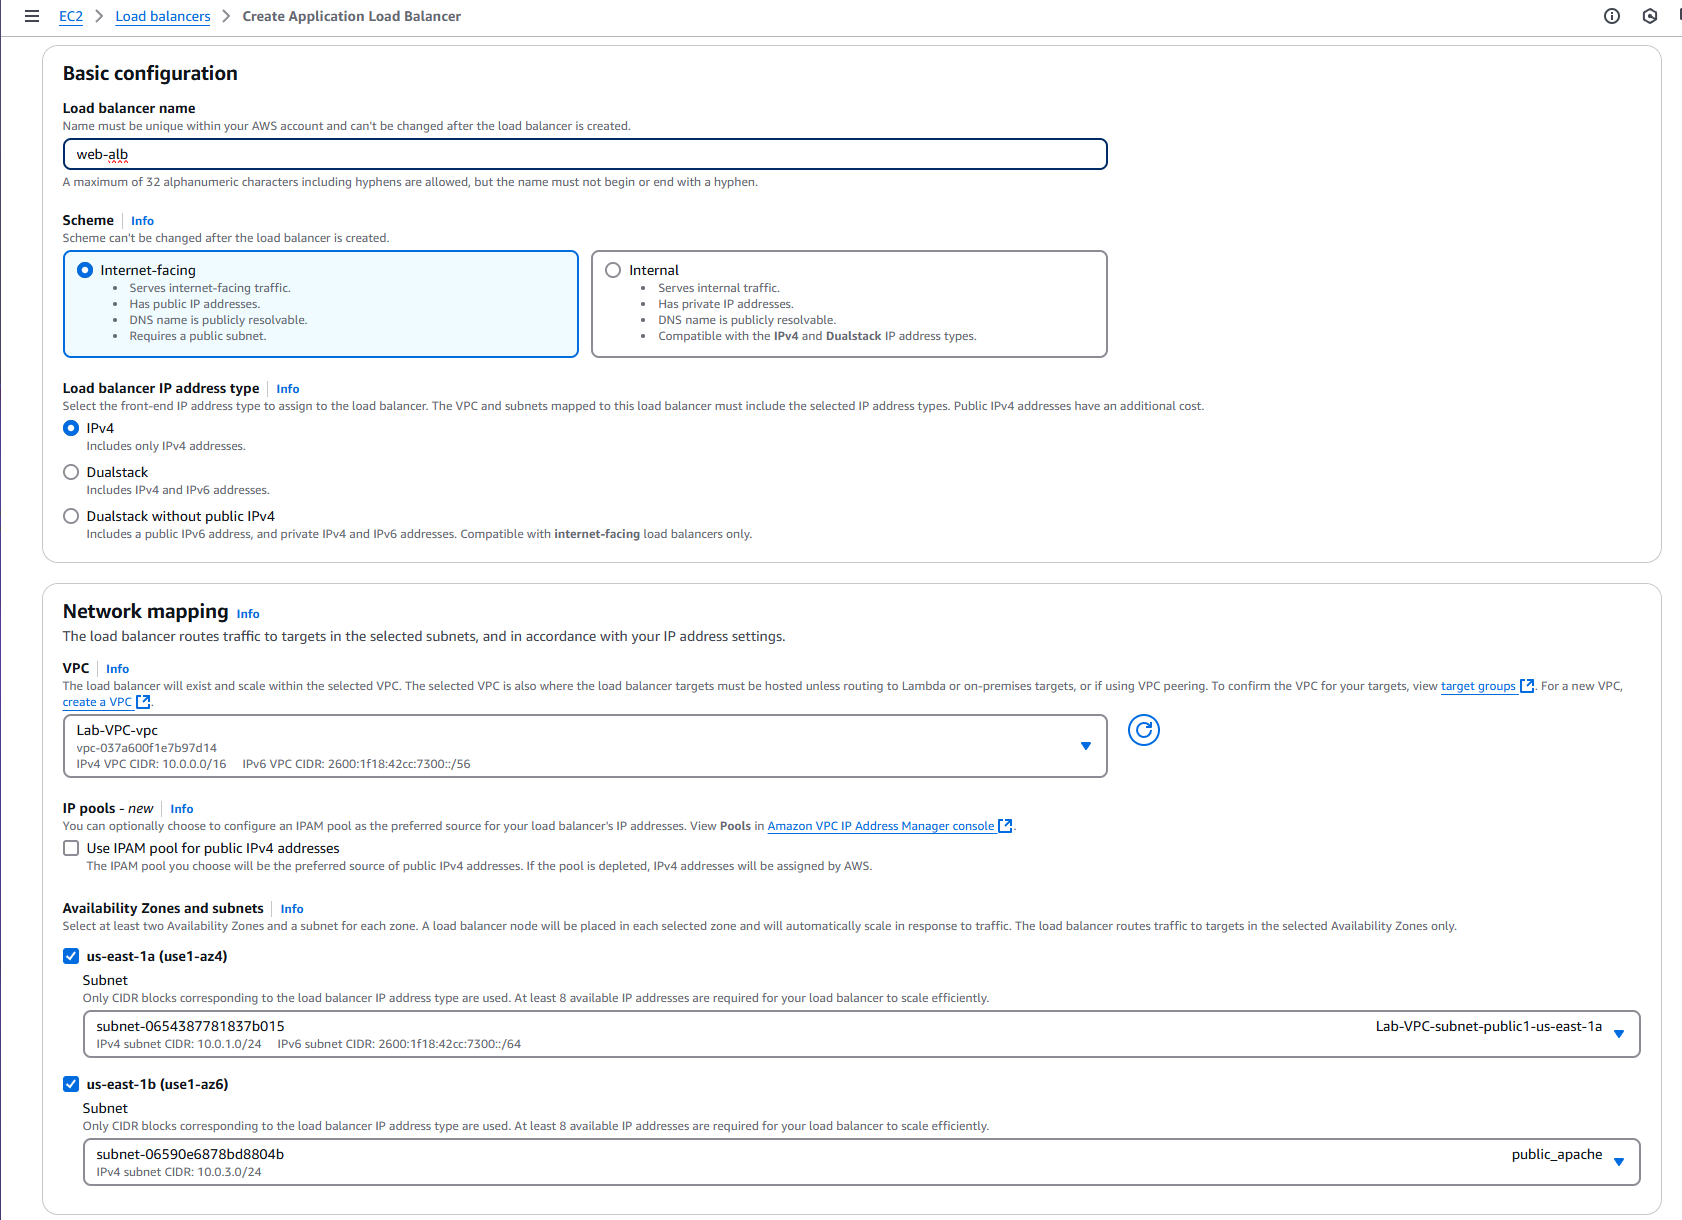 EC2 > Load balancers > Create Application Load Balancer
Basic configuration
Load balancer name
Name must be unique within your AWS account and can't be changed after the load balancer is created.
web-alb
A maximum of 32 alphanumeric characters including hyphens are allowed, but the name must not begin or end with a hyphen.
Scheme | Info
Scheme can't be changed after the load balancer is created.
Internet-facing
• Serves internet-facing traffic.
• Has public IP addresses.
• DNS name is publicly resolvable.
• Requires a public subnet.
Internal
• Serves internal traffic.
• Has private IP addresses.
• DNS name is publicly resolvable.
• Compatible with the IPv4 and Dualstack IP address types.
Load balancer IP address type | Info
Select the front-end IP address type to assign to the load balancer. The VPC and subnets mapped to this load balancer must include the selected IP address types. Public IPv4 addresses have an additional cost.
IPv4
Includes only IPv4 addresses.
Dualstack
Includes IPv4 and IPv6 addresses.
Dualstack without public IPv4
Includes a public IPv6 address, and private IPv4 and IPv6 addresses. Compatible with internet-facing load balancers only.
Network mapping Info
The load balancer routes traffic to targets in the selected subnets, and in accordance with your IP address settings.
VPC | Info
The load balancer will exist and scale within the selected VPC. The selected VPC is also where the load balancer targets must be hosted unless routing to Lambda or on-premises targets, or if using VPC peering. To confirm the VPC for your targets, view target groups. For a new VPC,
create a VPC.
Lab-VPC-vpc
vpc-037a600f1e7b97d14
IPv4 VPC CIDR: 10.0.0.0/16 IPv6 VPC CIDR: 2600:1f18:42cc:7300::/56
IP pools - new | Info
You can optionally choose to configure an IPAM pool as the preferred source for your load balancer's IP addresses. View Pools in Amazon VPC IP Address Manager console.
Use IPAM pool for public IPv4 addresses
The IPAM pool you choose will be the preferred source of public IPv4 addresses. If the pool is depleted, IPv4 addresses will be assigned by AWS.
Availability Zones and subnets | Info
Select at least two Availability Zones and a subnet for each zone. A load balancer node will be placed in each selected zone and will automatically scale in response to traffic. The load balancer routes traffic to targets in the selected Availability Zones only.
us-east-1a (use1-az4)
Subnet
Only CIDR blocks corresponding to the load balancer IP address type are used. At least 8 available IP addresses are required for your load balancer to scale efficiently.
subnet-0654387781837b015 Lab-VPC-subnet-public1-us-east-1a
IPv4 subnet CIDR: 10.0.1.0/24 IPv6 subnet CIDR: 2600:1f18:42cc:7300::/64
us-east-1b (use1-az6)
Subnet
Only CIDR blocks corresponding to the load balancer IP address type are used. At least 8 available IP addresses are required for your load balancer to scale efficiently.
subnet-06590e6878bd8804b public_apache
IPv4 subnet CIDR: 10.0.3.0/24